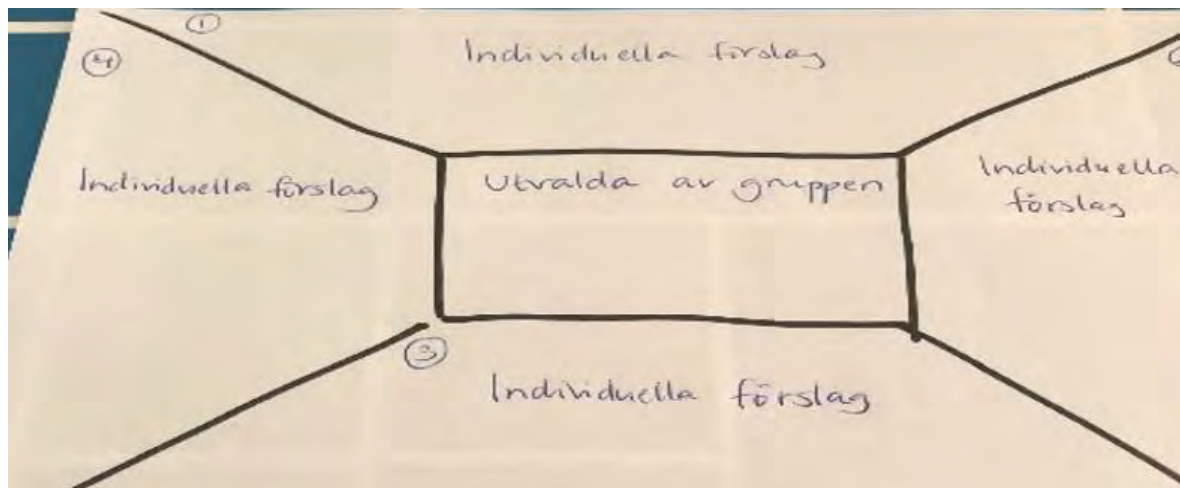 ①
Individuella förslag
④
Individuella förslag
Utvalda av gruppen
Individuella
förslag
③
Individuella förslag